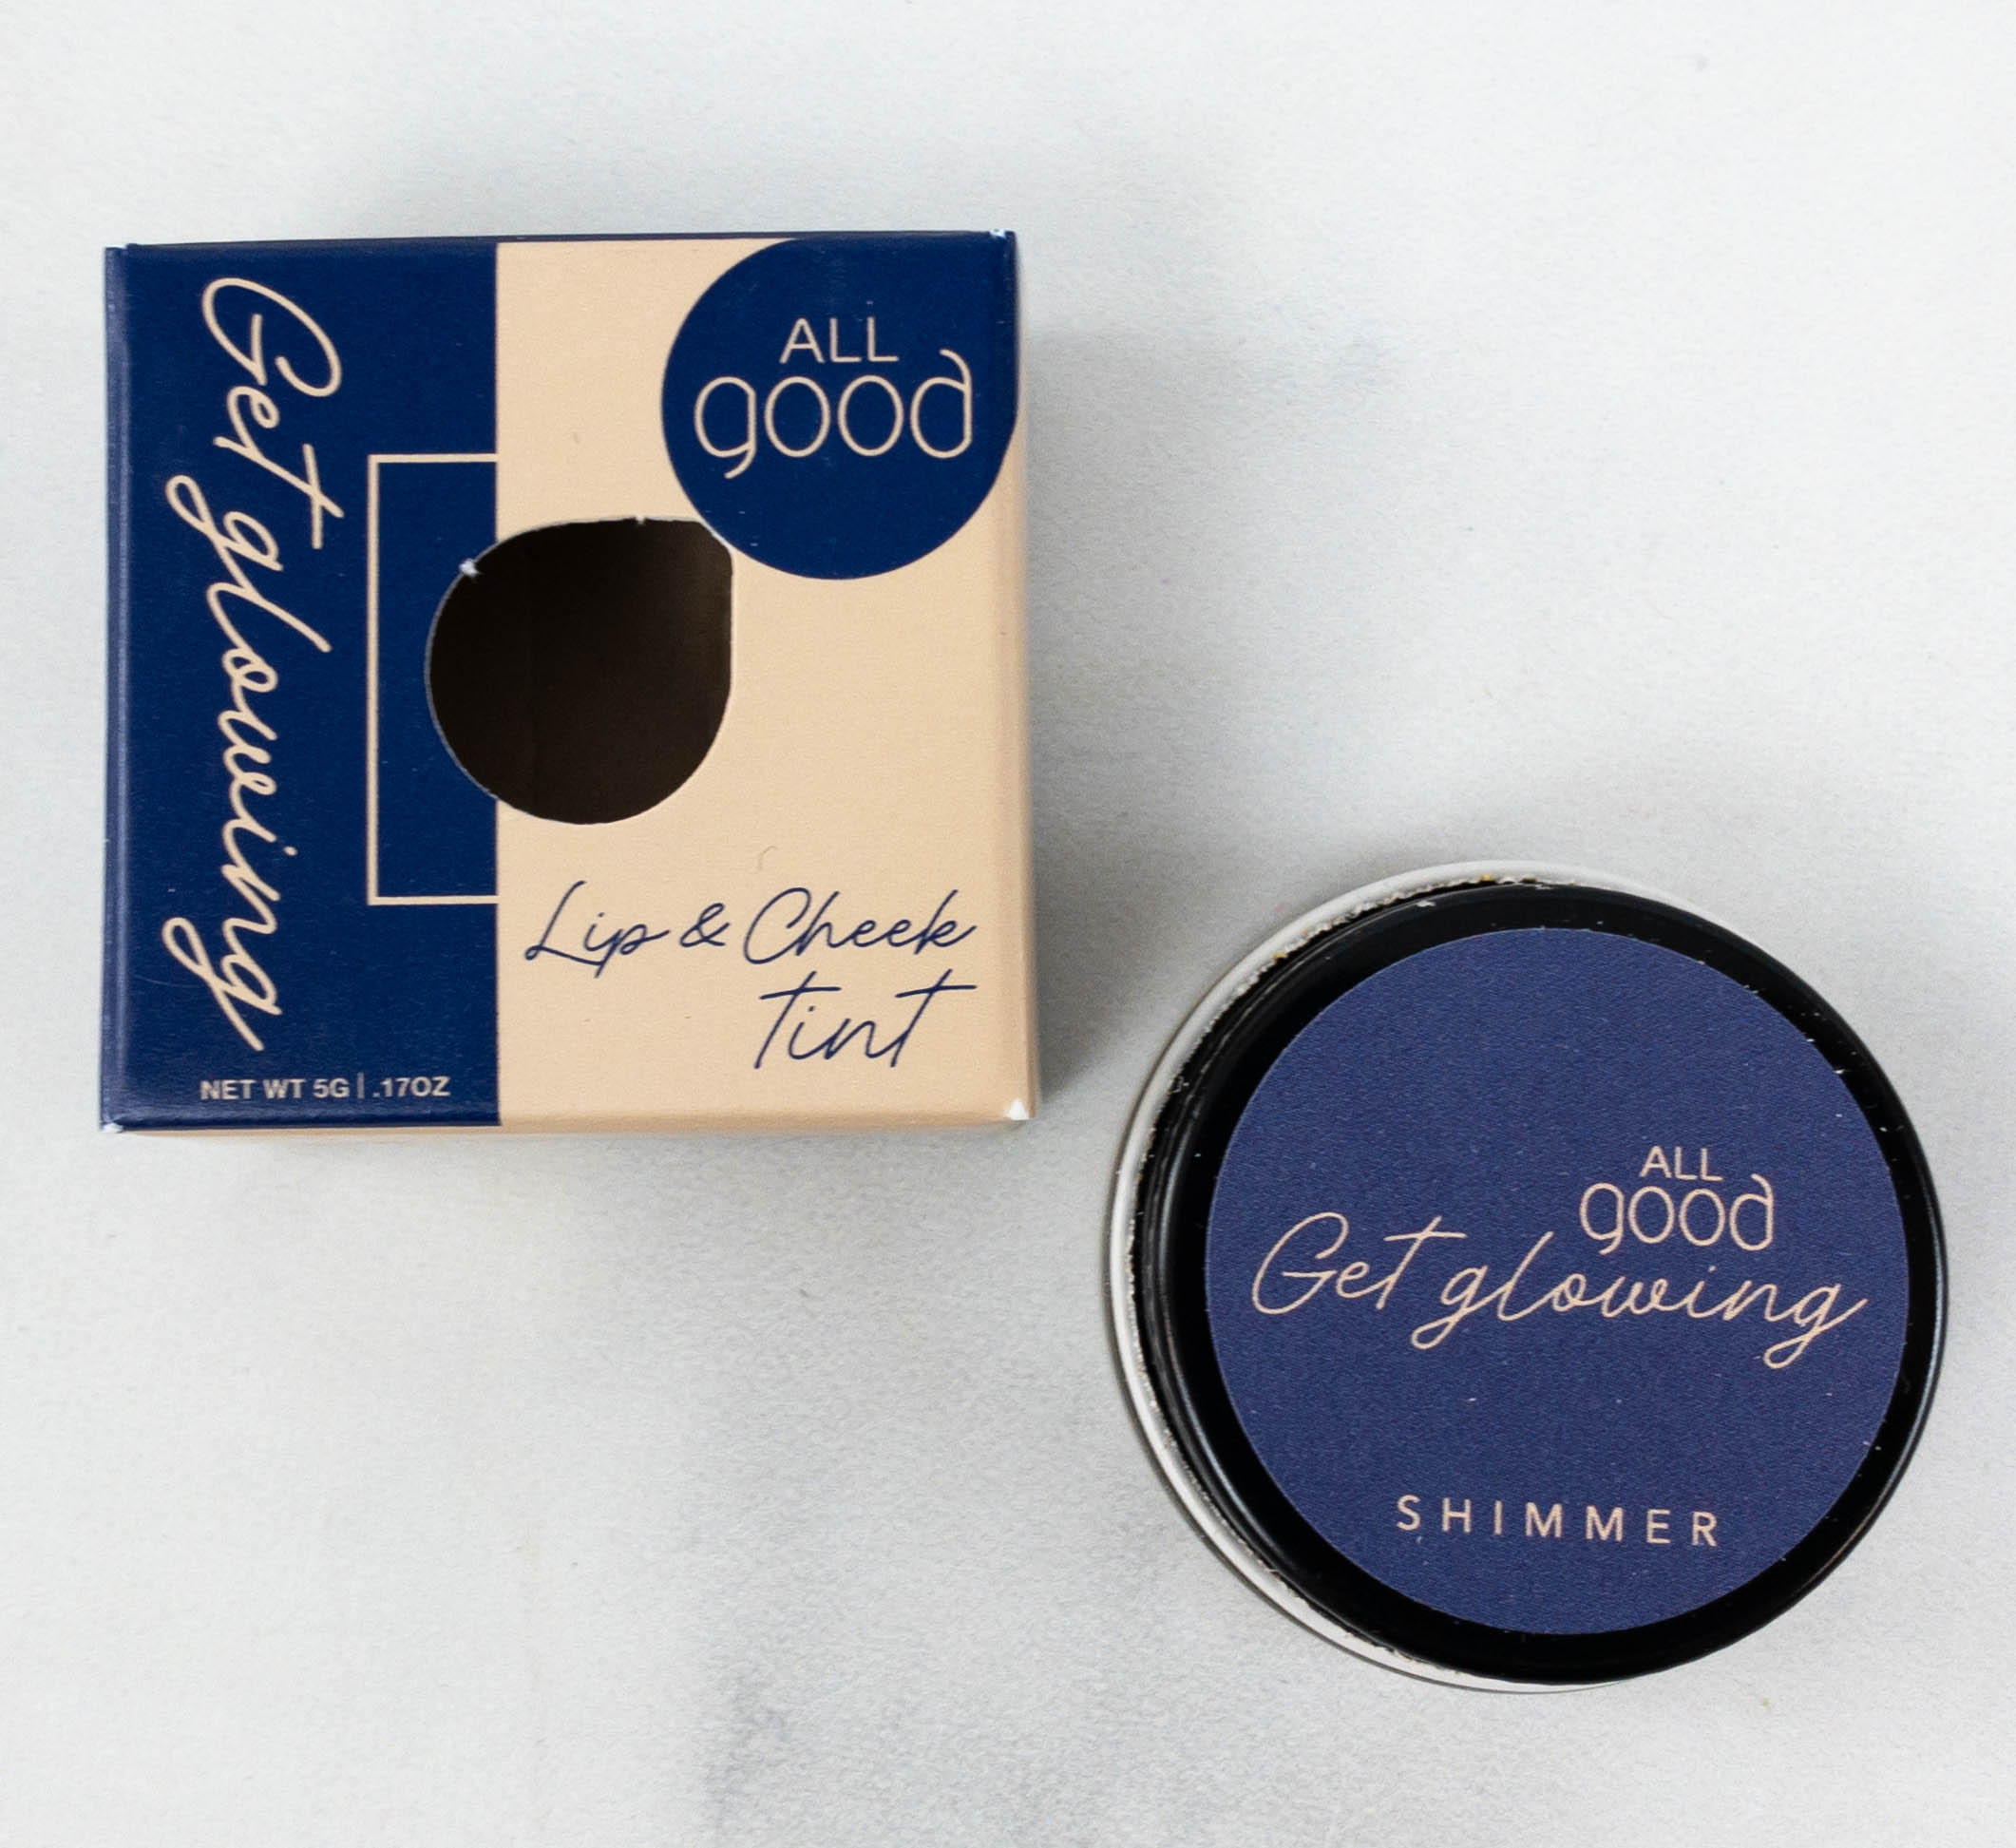 Get glowing
ALL
good
Lip & Cheek
tint
NET WT 5G | .17OZ
ALL
good
Get glowing
SHIMMER